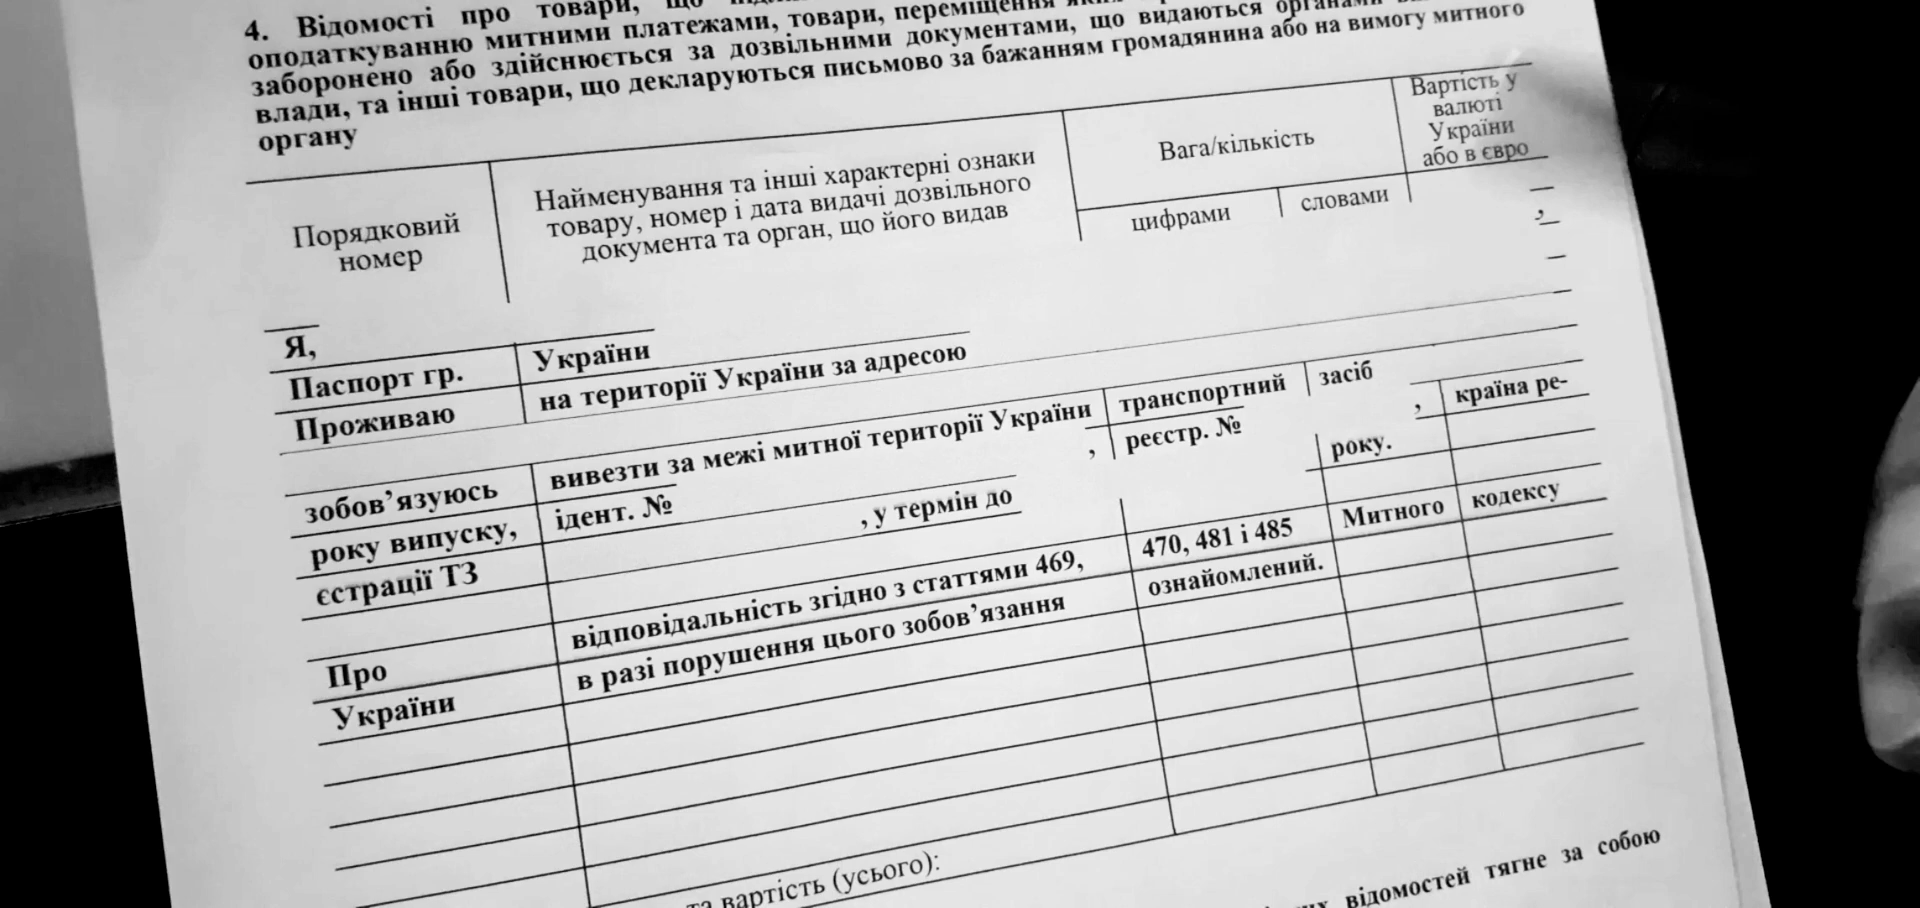 4. Відомості про товари, що
оподаткуванню митними платежами, товари, переміщення
заборонено або здійснюється за дозвільними документами, що видаються органами
влади, та інші товари, що декларуються письмово за бажанням громадянина або на вимогу митного
органу
Порядковий номер
Найменування та інші характерні ознаки
товару, номер і дата видачі дозвільного
документа та орган, що його видав
Вага/кількість
цифрами словами
Вартість у
валюті
України
або в євро
,
Я,
Паспорт гр. України
Проживаю на території України за адресою
зобов’язуюсь вивезти за межі митної території України транспортний засіб
року випуску, ідент. № , реєстр. № , країна ре-
єстрації ТЗ , у термін до року.
Про відповідальність згідно з статтями 469, 470, 481 і 485 Митного кодексу
України в разі порушення цього зобов’язання ознайомлений.
та вартість (усього):
відомостей тягне за собою